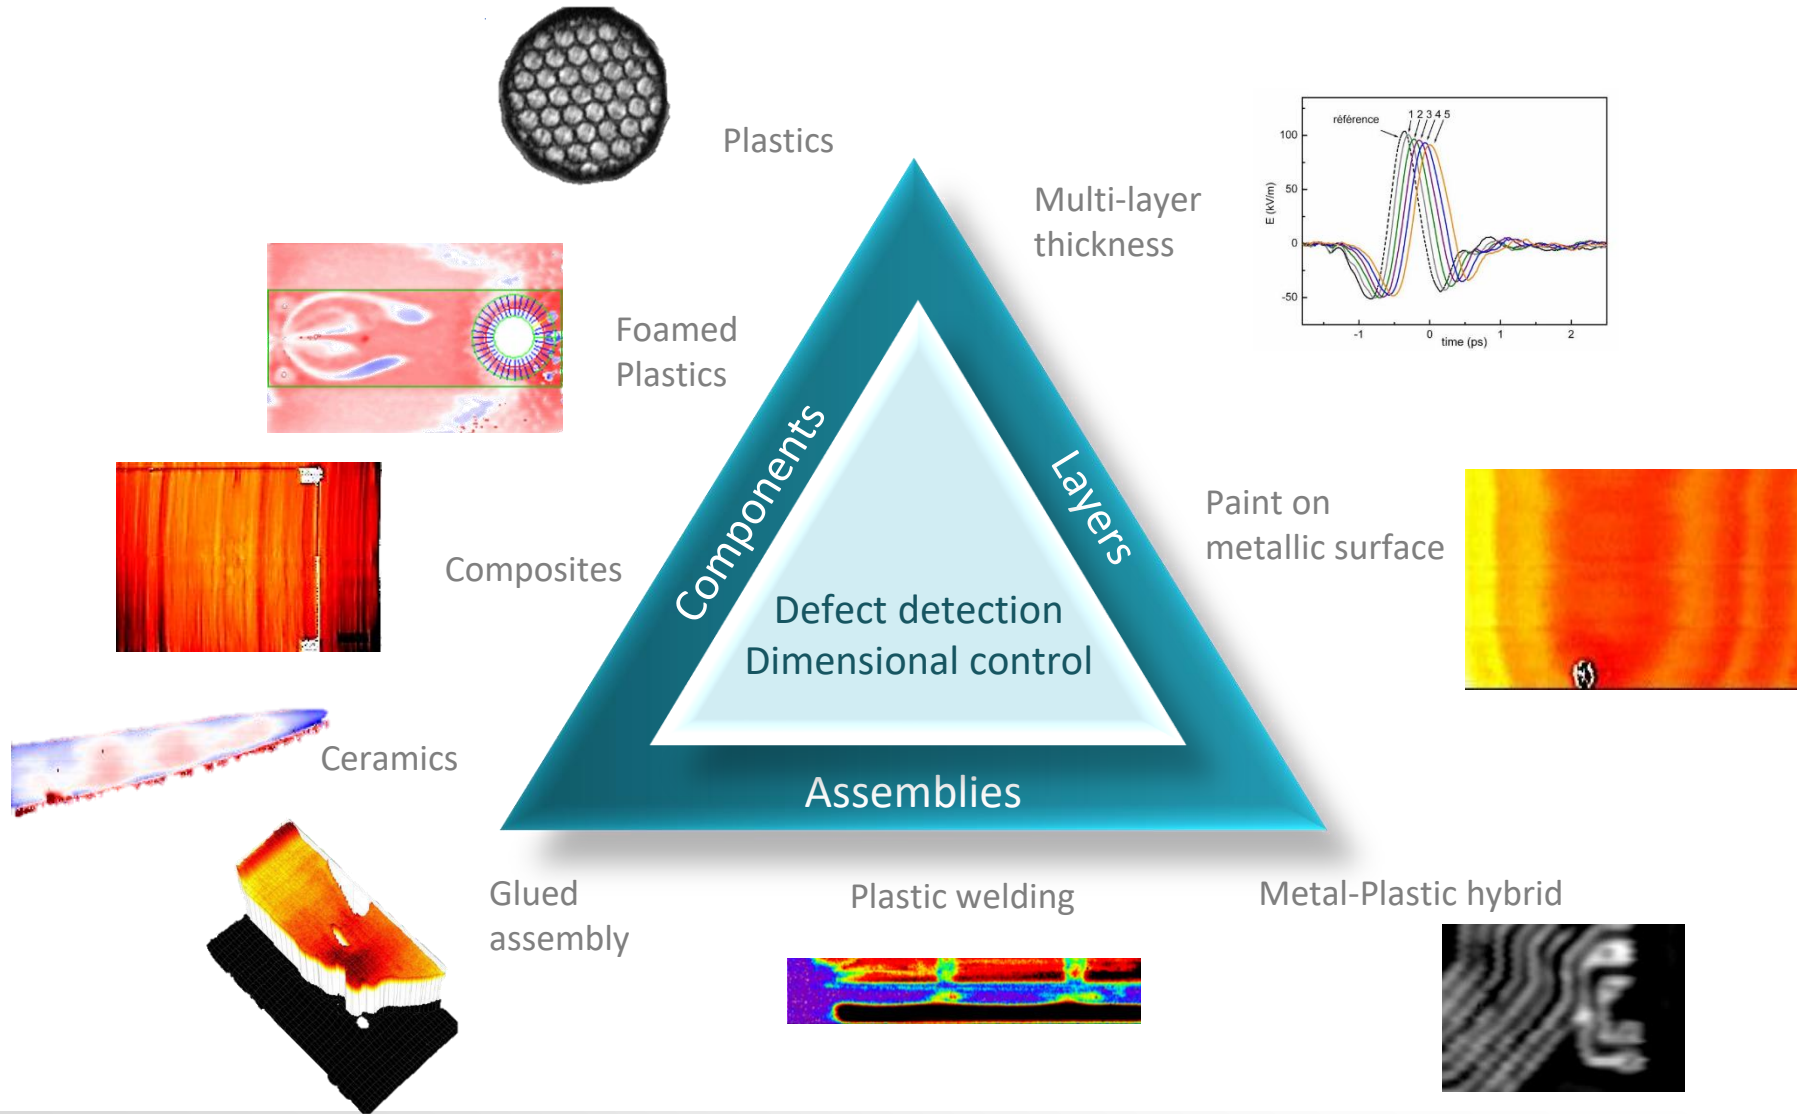 Plastics
référence
1 2 3 4 5
100
50
0
-50
E (kV/m)
-1
0
1
2
time (ps)
Multi-layer
thickness
Foamed
Plastics
Components
Layers
Paint on
metallic surface
Composites
Defect detection
Dimensional control
Ceramics
Assemblies
Glued
assembly
Plastic welding
Metal-Plastic hybrid